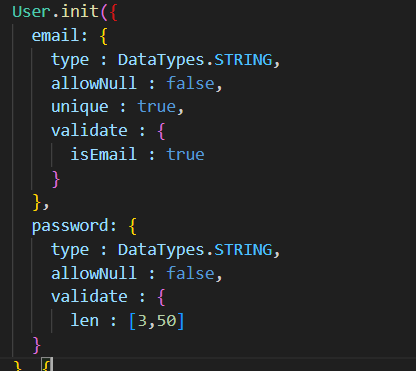 User.init({
  email: {
    type : DataTypes.STRING,
    allowNull : false,
    unique : true,
    validate : {
      isEmail : true
    }
  },
  password: {
    type : DataTypes.STRING,
    allowNull : false,
    validate : {
      len : [3,50]
  }
} {